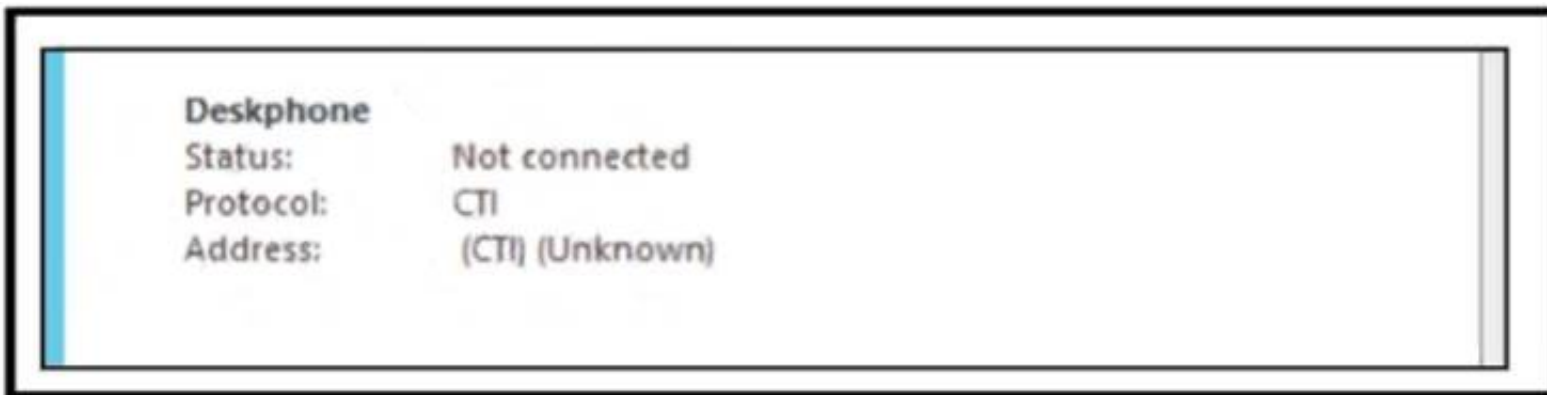 Deskphone
Status: Not connected
Protocol: CTI
Address: (CTI) (Unknown)